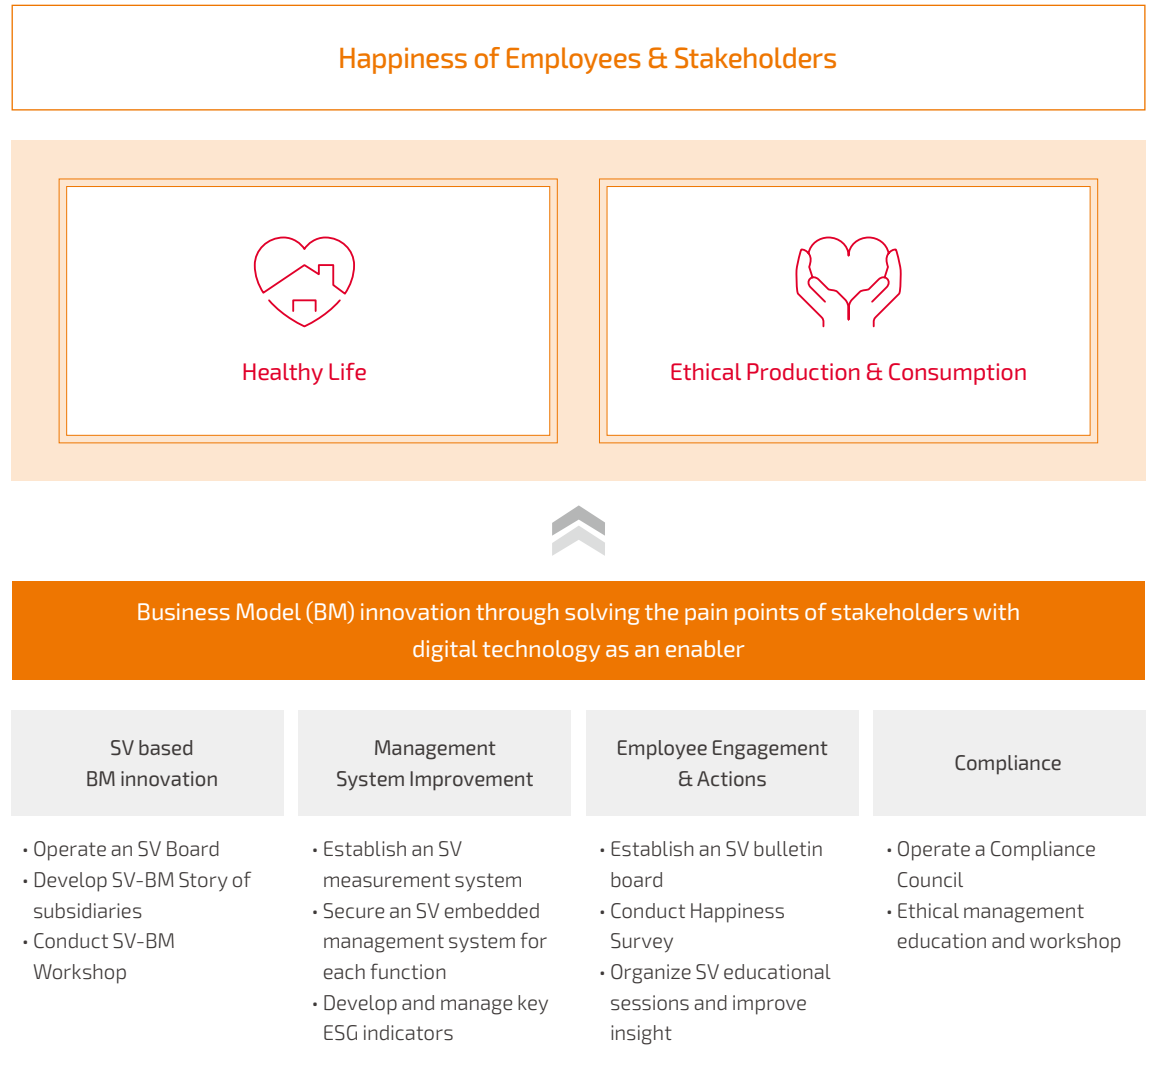 Happiness of Employees & Stakeholders
Healthy Life
Ethical Production & Consumption
Business Model (BM) innovation through solving the pain points of stakeholders with
digital technology as an enabler
SV based
BM innovation
• Operate an SV Board
• Develop SV-BM Story of
subsidiaries
• Conduct SV-BM
Workshop
Management
System Improvement
• Establish an SV
measurement system
• Secure an SV embedded
management system for
each function
• Develop and manage key
ESG indicators
Employee Engagement
& Actions
• Establish an SV bulletin
board
• Conduct Happiness
Survey
• Organize SV educational
sessions and improve
insight
Compliance
• Operate a Compliance
Council
• Ethical management
education and workshop